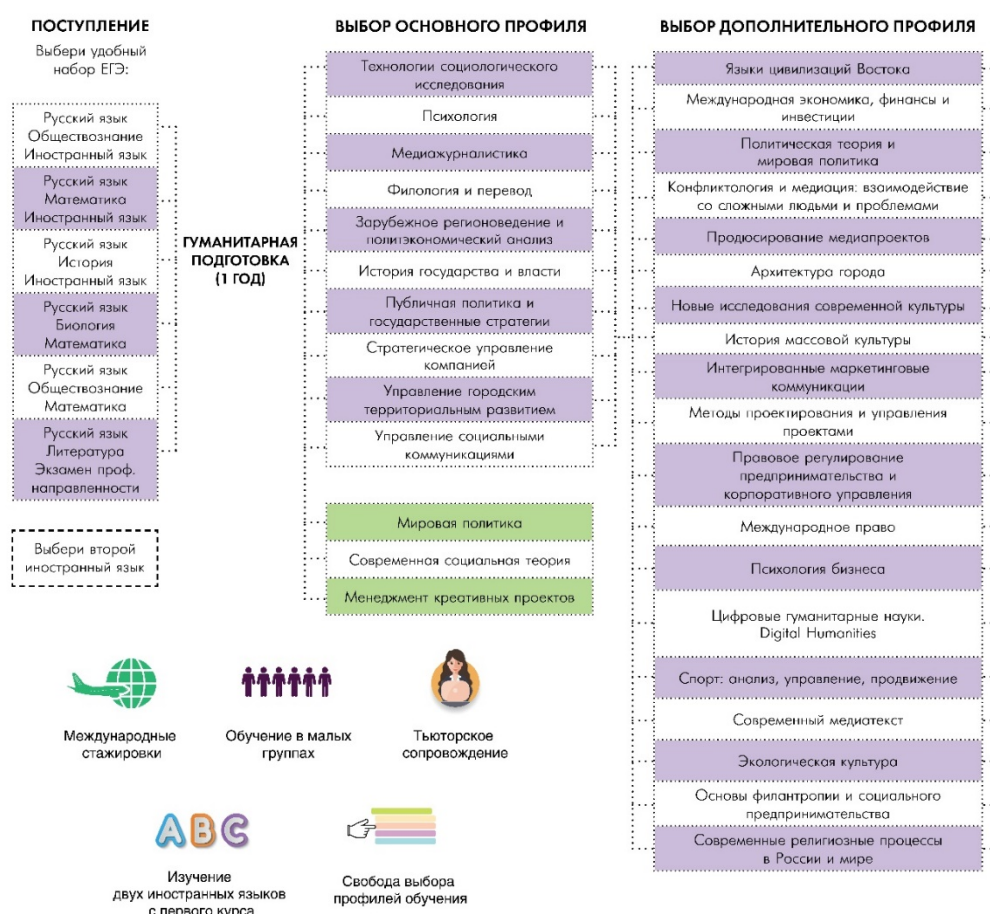 ПОСТУПЛЕНИЕ
Выбери удобный
набор ЕГЭ:
Русский язык
Обществознание
Иностранный язык
Русский язык
Математика
Иностранный язык
Русский язык
История
Иностранный язык
Русский язык
Биология
Математика
Русский язык
Обществознание
Математика
Русский язык
Литература
Экзамен проф.
направленности
Выбери второй
иностранный язык
ГУМАНИТАРНАЯ
ПОДГОТОВКА
(1 ГОД)
ВЫБОР ОСНОВНОГО ПРОФИЛЯ
Технологии социологического
исследования
Психология
Медиажурналистика
Филология и перевод
Зарубежное регионоведение и
политэкономический анализ
История государства и власти
Публичная политика и
государственные стратегии
Стратегическое управление
компанией
Управление городским
территориальным развитием
Управление социальными
коммуникациями
Мировая политика
Современная социальная теория
Менеджмент креативных проектов
ВЫБОР ДОПОЛНИТЕЛЬНОГО ПРОФИЛЯ
Языки цивилизаций Востока
Международная экономика, финансы и
инвестиции
Политическая теория и
мировая политика
Конфликтология и медиация: взаимодействие
со сложными людьми и проблемами
Продюсирование медиапроектов
Архитектура города
Новые исследования современной культуры
История массовой культуры
Интегрированные маркетинговые
коммуникации
Методы проектирования и управления
проектами
Правовое регулирование
предпринимательства и
корпоративного управления
Международное право
Психология бизнеса
Цифровые гуманитарные науки.
Digital Humanities
Спорт: анализ, управление, продвижение
Современный медиатекст
Экологическая культура
Основы филантропии и социального
предпринимательства
Современные религиозные процессы
в России и мире
Международные
стажировки
Обучение в малых
группах
Тьюторское
сопровождение
ABC
Изучение
двух иностранных языков
с первого курса
Свобода выбора
профилей обучения